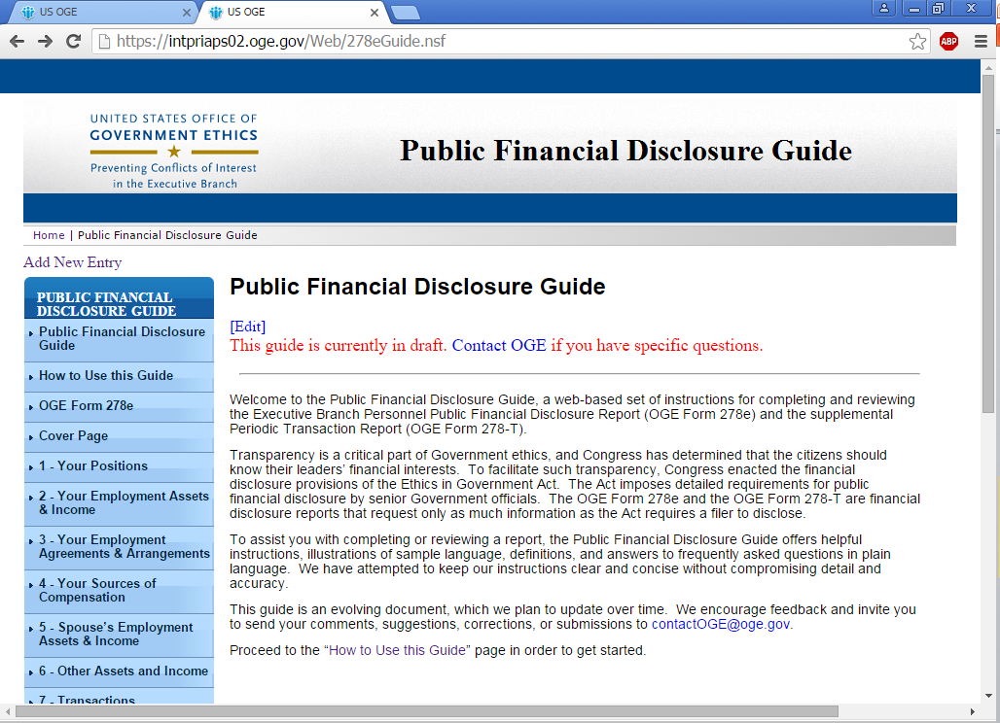 US OGE
US OGE
https://intpriaps02.oge.gov/Web/278eGuide.nsf
ABP
UNITED STATES OFFICE OF
GOVERNMENT ETHICS
Preventing Conflicts of Interest
in the Executive Branch
Public Financial Disclosure Guide
Home | Public Financial Disclosure Guide
Add New Entry
PUBLIC FINANCIAL
DISCLOSURE GUIDE
Public Financial Disclosure
Guide
How to Use this Guide
OGE Form 278e
Cover Page
1 - Your Positions
2 - Your Employment Assets
& Income
3 - Your Employment
Agreements & Arrangements
4 - Your Sources of
Compensation
5 - Spouse’s Employment
Assets & Income
6 - Other Assets and Income
7 - Transactions
Public Financial Disclosure Guide
[Edit]
This guide is currently in draft. Contact OGE if you have specific questions.
Welcome to the Public Financial Disclosure Guide, a web-based set of instructions for completing and reviewing
the Executive Branch Personnel Public Financial Disclosure Report (OGE Form 278e) and the supplemental
Periodic Transaction Report (OGE Form 278-T).
Transparency is a critical part of Government ethics, and Congress has determined that the citizens should
know their leaders’ financial interests.  To facilitate such transparency, Congress enacted the financial
disclosure provisions of the Ethics in Government Act.  The Act imposes detailed requirements for public
financial disclosure by senior Government officials.  The OGE Form 278e and the OGE Form 278-T are financial
disclosure reports that request only as much information as the Act requires a filer to disclose.
To assist you with completing or reviewing a report, the Public Financial Disclosure Guide offers helpful
instructions, illustrations of sample language, definitions, and answers to frequently asked questions in plain
language.  We have attempted to keep our instructions clear and concise without compromising detail and
accuracy.
This guide is an evolving document, which we plan to update over time.  We encourage feedback and invite you
to send your comments, suggestions, corrections, or submissions to contactOGE@oge.gov.
Proceed to the “How to Use this Guide” page in order to get started.